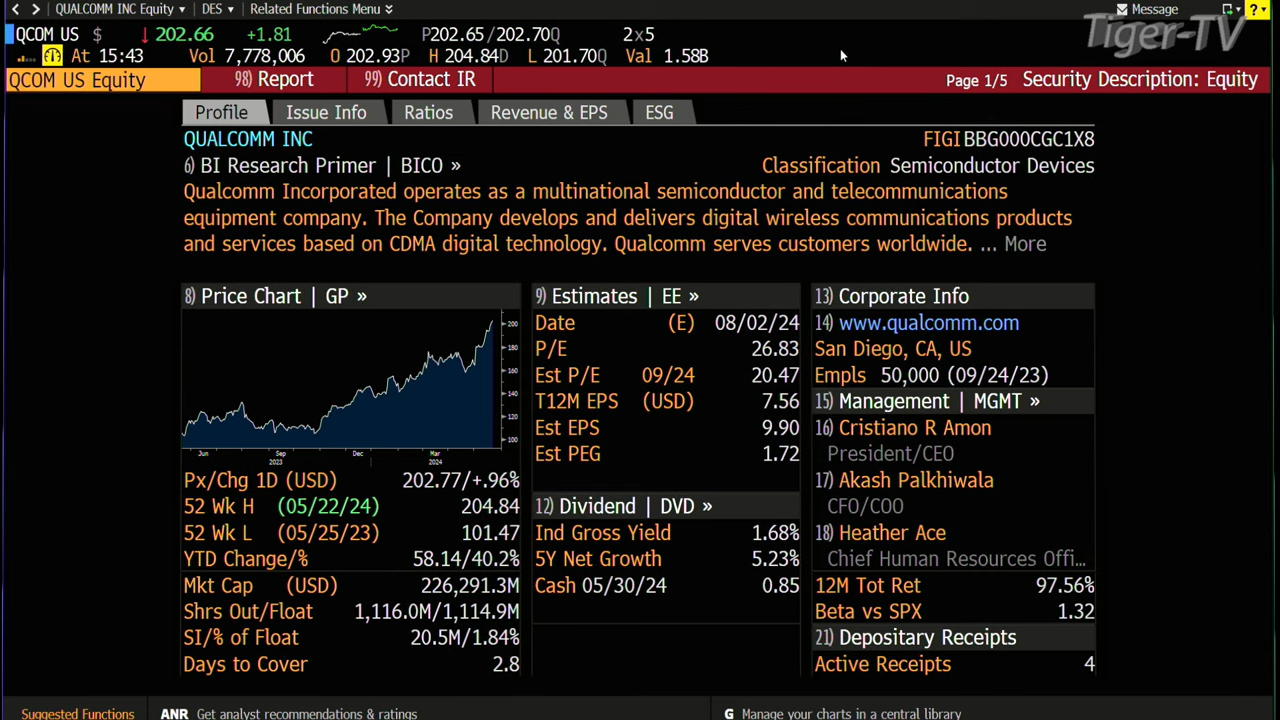 QUALCOMM INC Equity DES Related Functions Menu Message ?
Tiger-TV
QCOM US $ ↓ 202.66 +1.81 P202.65/202.70Q 2x5
At 15:43 Vol 7,778,006 O 202.93P H 204.84D L 201.70Q Val 1.58B
QCOM US Equity 98) Report 99) Contact IR Page 1/5 Security Description: Equity
Profile Issue Info Ratios Revenue & EPS ESG
QUALCOMM INC FIGI BBG000CGC1X8
6) BI Research Primer | BICO » Classification Semiconductor Devices
Qualcomm Incorporated operates as a multinational semiconductor and telecommunications
equipment company. The Company develops and delivers digital wireless communications products
and services based on CDMA digital technology. Qualcomm serves customers worldwide. ... More
8) Price Chart | GP »
200
180
160
140
120
100
Jun Sep Dec Mar
2023 2024
Px/Chg 1D (USD) 202.77/+.96%
52 Wk H (05/22/24) 204.84
52 Wk L (05/25/23) 101.47
YTD Change/% 58.14/40.2%
Mkt Cap (USD) 226,291.3M
Shrs Out/Float 1,116.0M/1,114.9M
SI/% of Float 20.5M/1.84%
Days to Cover 2.8
9) Estimates | EE »
Date (E) 08/02/24
P/E 26.83
Est P/E 09/24 20.47
T12M EPS (USD) 7.56
Est EPS 9.90
Est PEG 1.72
12) Dividend | DVD »
Ind Gross Yield 1.68%
5Y Net Growth 5.23%
Cash 05/30/24 0.85
13) Corporate Info
14) www.qualcomm.com
San Diego, CA, US
Empls 50,000 (09/24/23)
15) Management | MGMT »
16) Cristiano R Amon
President/CEO
17) Akash Palkhiwala
CFO/COO
18) Heather Ace
Chief Human Resources Offi...
12M Tot Ret 97.56%
Beta vs SPX 1.32
21) Depositary Receipts
Active Receipts 4
Suggested Functions ANR Get analyst recommendations & ratings G Manage your charts in a central library